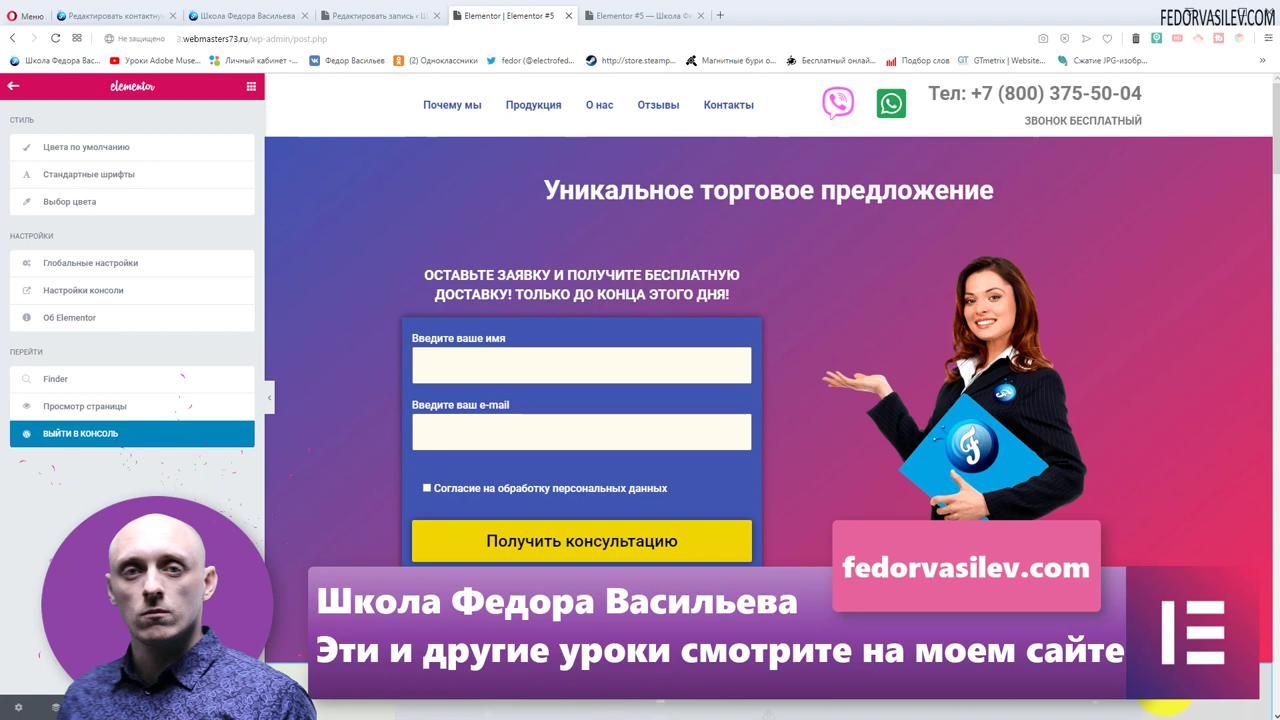 Меню
Редактировать контактну
Школа Федора Васильева
Редактировать запись ‹ Ш
Elementor | Elementor #5
Elementor #5 — Школа Ф
FEDORVASILEV.COM
Не защищено
3.webmasters73.ru/wp-admin/post.php
Школа Федора Вас...
Уроки Adobe Muse...
Личный кабинет -...
Федор Васильев
(2) Одноклассники
fedor (@electrofed...
http://store.steamp...
Магнитные бури о...
Бесплатный онлай...
Подбор слов
GTmetrix | Website...
Сжатие JPG-изобр...
elementor
СТИЛЬ
Цвета по умолчанию
Стандартные шрифты
Выбор цвета
НАСТРОЙКИ
Глобальные настройки
Настройки консоли
Об Elementor
ПЕРЕЙТИ
Finder
Просмотр страницы
ВЫЙТИ В КОНСОЛЬ
Почему мы
Продукция
О нас
Отзывы
Контакты
Тел: +7 (800) 375-50-04
ЗВОНОК БЕСПЛАТНЫЙ
Уникальное торговое предложение
ОСТАВЬТЕ ЗАЯВКУ И ПОЛУЧИТЕ БЕСПЛАТНУЮ
ДОСТАВКУ! ТОЛЬКО ДО КОНЦА ЭТОГО ДНЯ!
Введите ваше имя
Введите ваш e-mail
Согласие на обработку персональных данных
Получить консультацию
fedorvasilev.com
Школа Федора Васильева
Эти и другие уроки смотрите на моем сайте